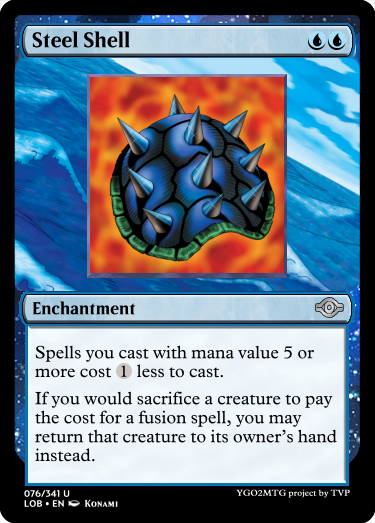 Steel Shell
Enchantment
Spells you cast with mana value 5 or
more cost 1 less to cast.
If you would sacrifice a creature to pay
the cost for a fusion spell, you may
return that creature to its owner's hand
instead.
076/341 U
LOB • EN KONAMI
YGO2MTG project by TVP